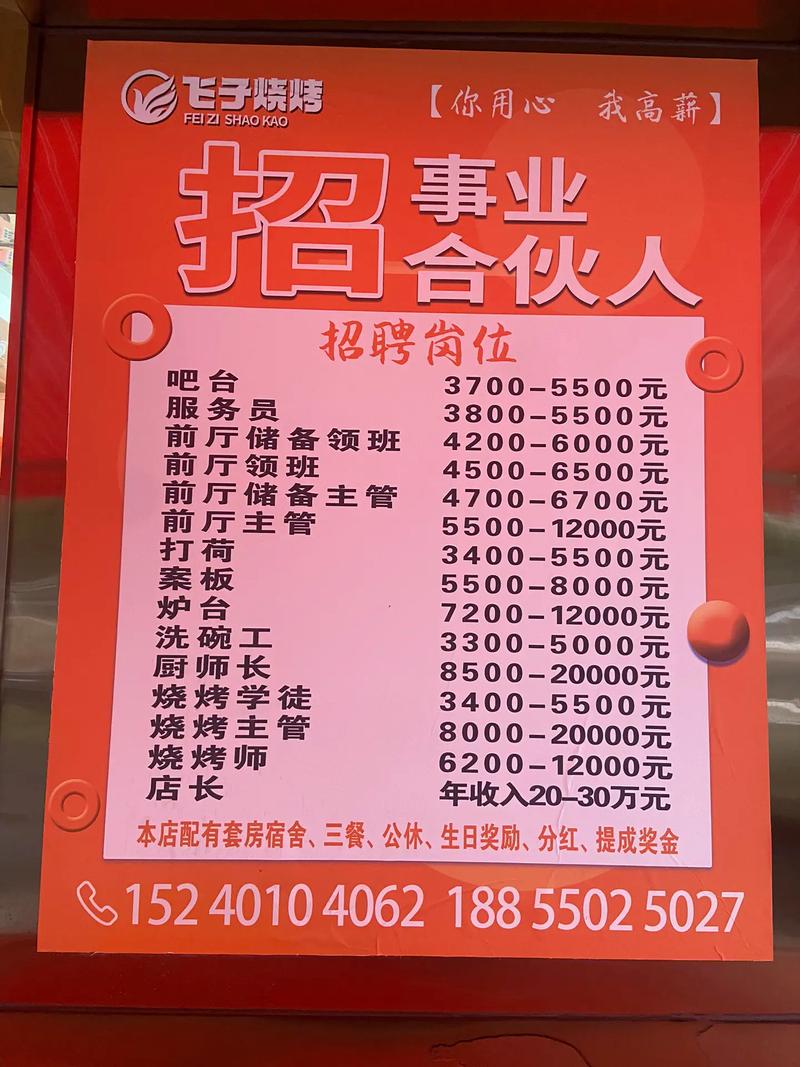 飞子烧烤
FEI ZI SHAO KAO
【你用心 我高薪】
招 事业
合伙人
招聘岗位
吧台 3700-5500元
服务员 3800-5500元
前厅储备领班 4200-6000元
前厅领班 4500-6500元
前厅储备主管 4700-6700元
前厅主管 5500-12000元
打荷 3400-5500元
案板 5500-8000元
炉台 7200-12000元
洗碗工 3300-5000元
厨师长 8500-20000元
烧烤学徒 3400-5500元
烧烤主管 8000-20000元
烧烤师 6200-12000元
店长 年收入20-30万元
本店配有套房宿舍、三餐、公休、生日奖励、分红、提成奖金
152 4010 4062 188 5502 5027